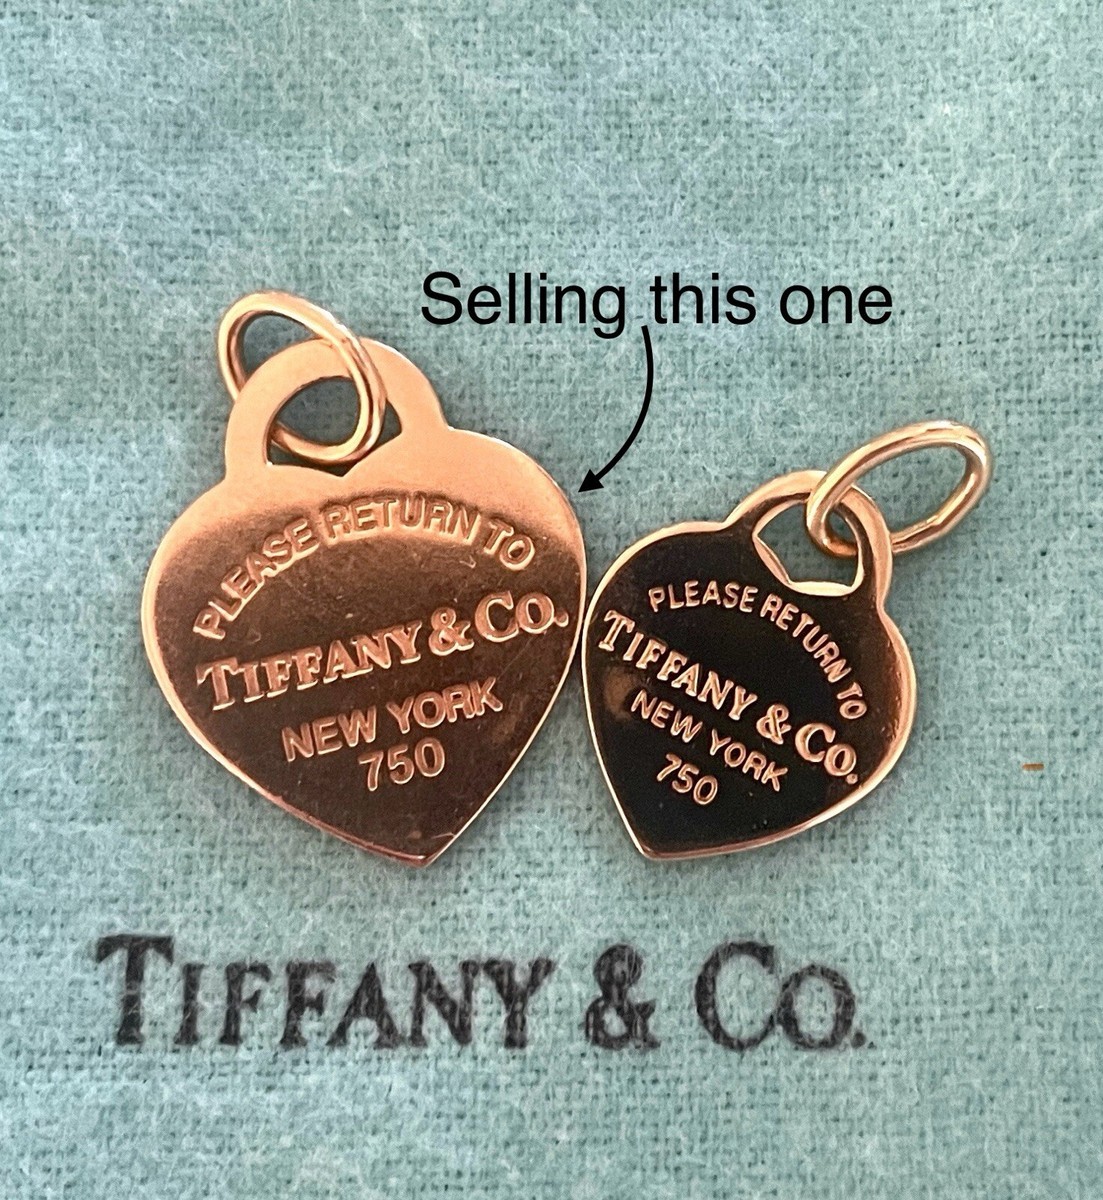 Selling this one
PLEASE RETURN TO
TIFFANY & CO.
NEW YORK
750
PLEASE RETURN TO
TIFFANY & CO.
NEW YORK
750
TIFFANY & CO.